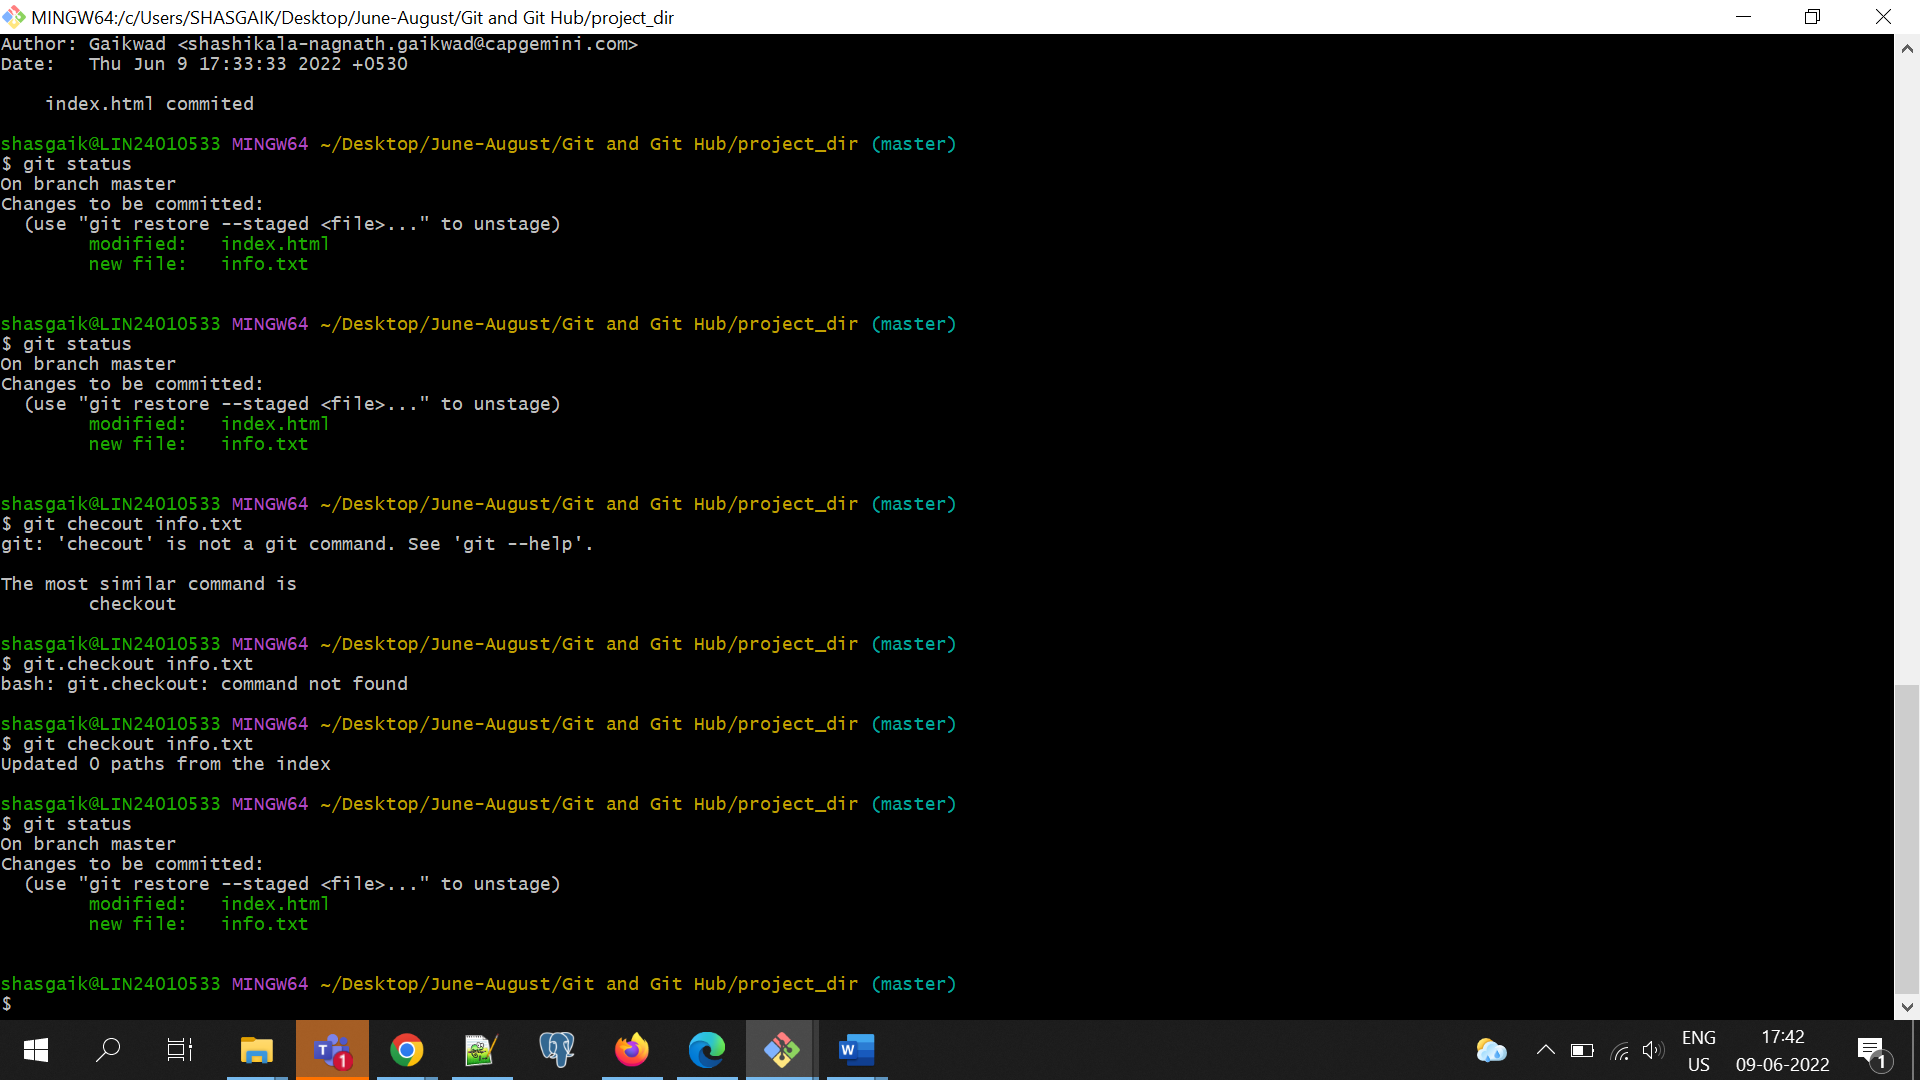 MINGW64:/c/Users/SHASGAIK/Desktop/June-August/Git and Git Hub/project_dir
Author: Gaikwad <shashikala-nagnath.gaikwad@capgemini.com>
Date:   Thu Jun 9 17:33:33 2022 +0530
    index.html commited
shasgaik@LIN24010533 MINGW64 ~/Desktop/June-August/Git and Git Hub/project_dir (master)
$ git status
On branch master
Changes to be committed:
  (use "git restore --staged <file>..." to unstage)
        modified:   index.html
        new file:   info.txt
shasgaik@LIN24010533 MINGW64 ~/Desktop/June-August/Git and Git Hub/project_dir (master)
$ git status
On branch master
Changes to be committed:
  (use "git restore --staged <file>..." to unstage)
        modified:   index.html
        new file:   info.txt
shasgaik@LIN24010533 MINGW64 ~/Desktop/June-August/Git and Git Hub/project_dir (master)
$ git checout info.txt
git: 'checout' is not a git command. See 'git --help'.
The most similar command is
        checkout
shasgaik@LIN24010533 MINGW64 ~/Desktop/June-August/Git and Git Hub/project_dir (master)
$ git.checkout info.txt
bash: git.checkout: command not found
shasgaik@LIN24010533 MINGW64 ~/Desktop/June-August/Git and Git Hub/project_dir (master)
$ git checkout info.txt
Updated 0 paths from the index
shasgaik@LIN24010533 MINGW64 ~/Desktop/June-August/Git and Git Hub/project_dir (master)
$ git status
On branch master
Changes to be committed:
  (use "git restore --staged <file>..." to unstage)
        modified:   index.html
        new file:   info.txt
shasgaik@LIN24010533 MINGW64 ~/Desktop/June-August/Git and Git Hub/project_dir (master)
$
T 1
W
ENG
US
17:42
09-06-2022
1